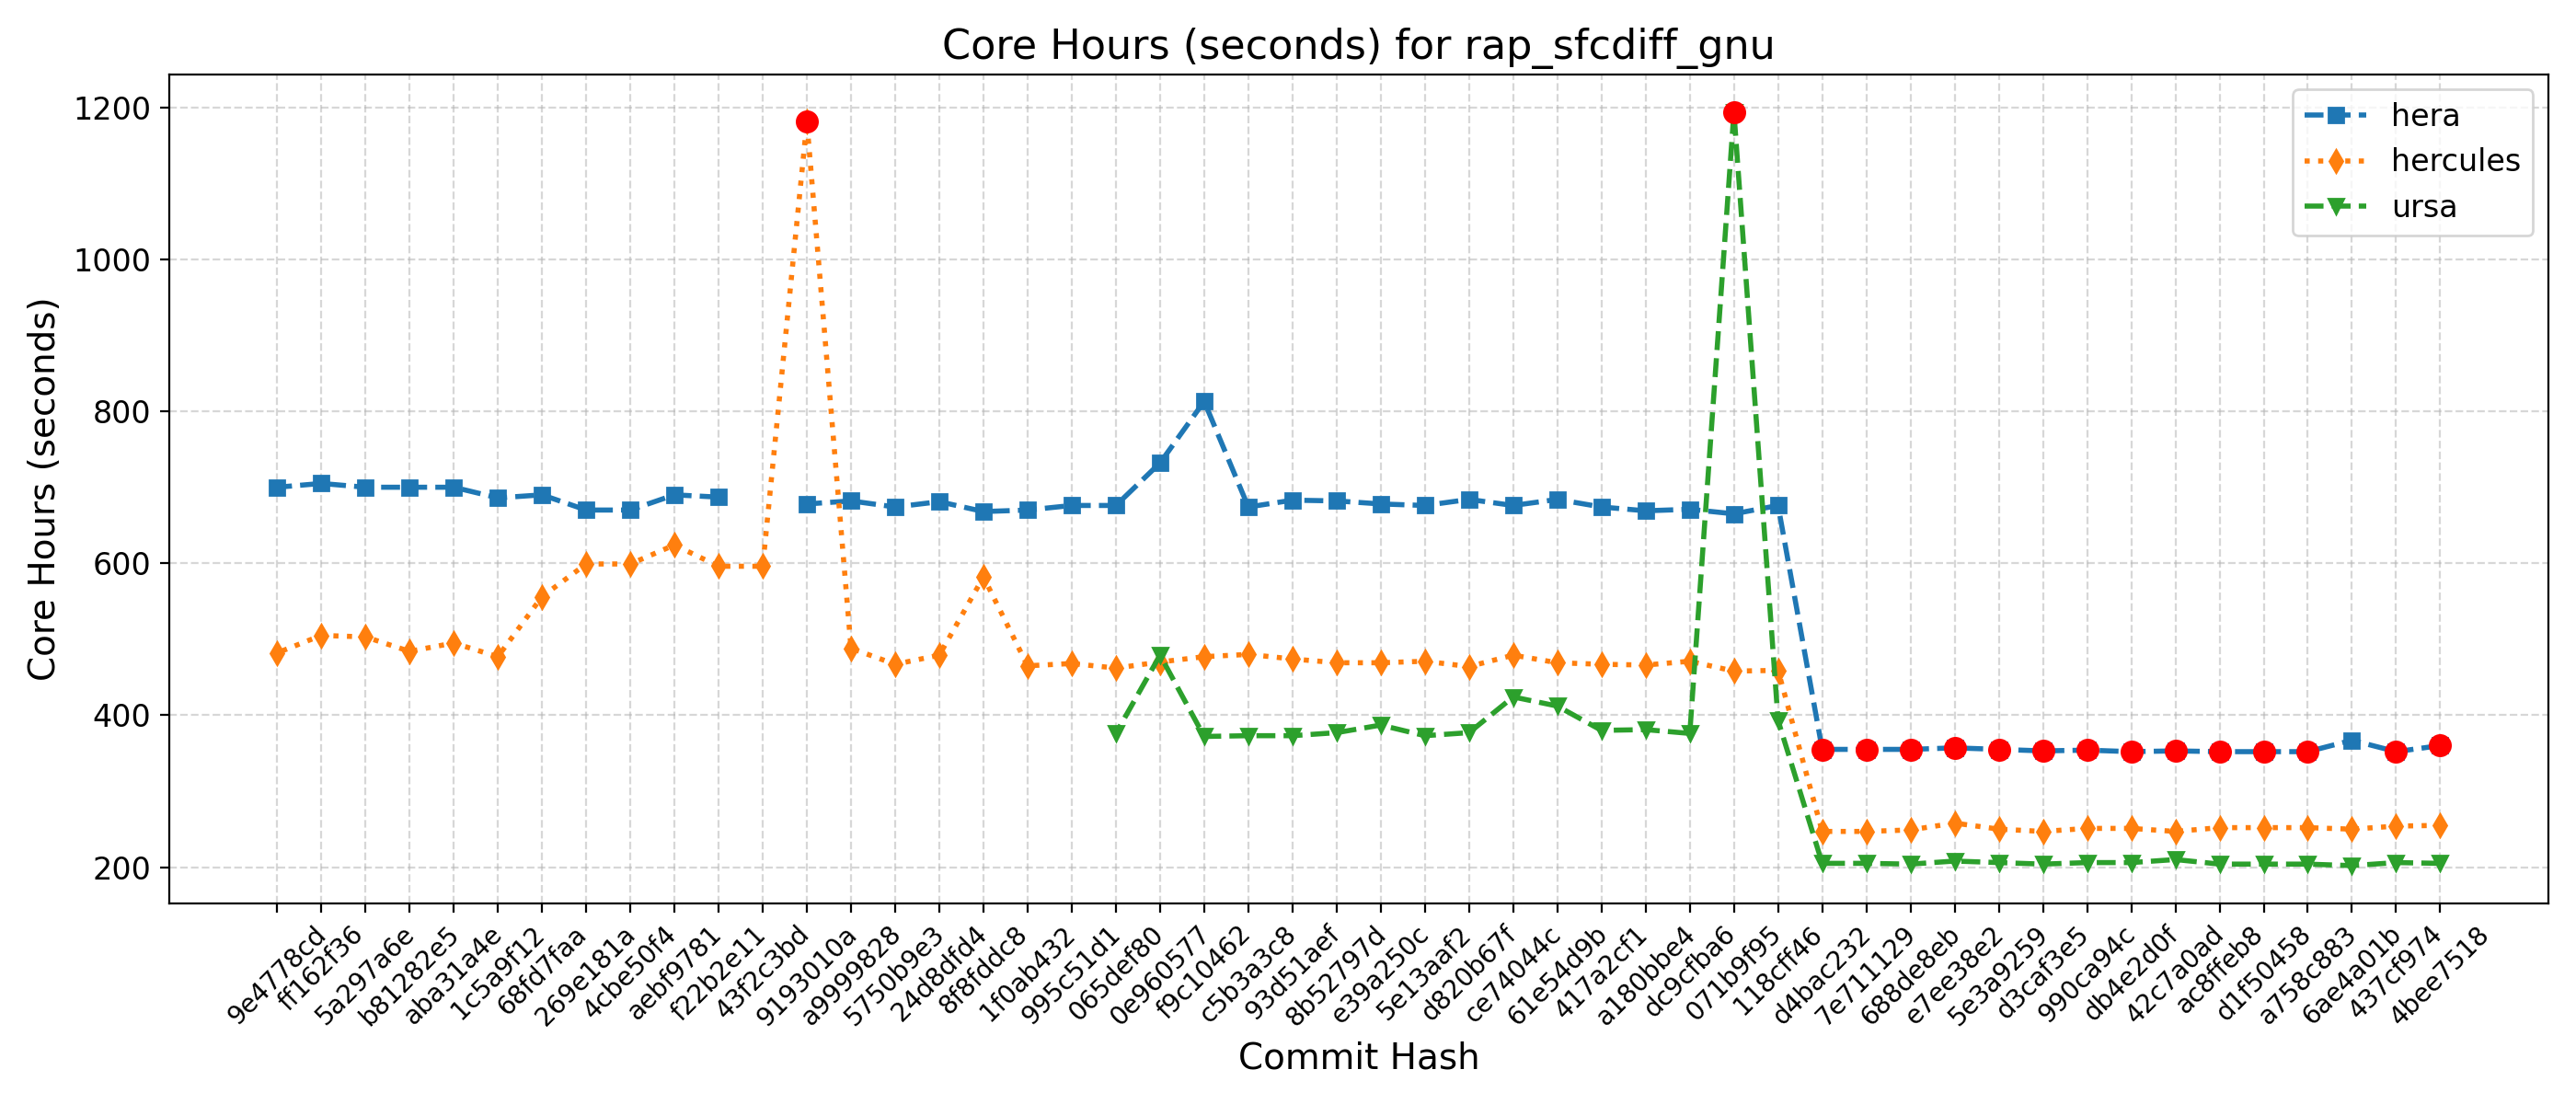 Core Hours (seconds) for rap_sfcdiff_gnu
Core Hours (seconds)
1200
1000
800
600
400
200
hera
hercules
ursa
9e4778cd
ff162f36
5a297a6e
b81282e5
aba31a4e
1c5a9f12
68fd7faa
269e181a
4cbe50f4
aebf9781
f22b2e11
43f2c3bd
9193010a
a9999828
5750b9e3
24d8dfd4
8f8fddc8
1f0ab432
995c51d1
065def80
0e960577
f9c10462
c5b3a3c8
93d51aef
8b52797d
e39a250c
5e13aaf2
d820b67f
ce74044c
61e54d9b
417a2cf1
a180bbe4
dc9cfba6
071b9f95
118cff46
d4bac232
7e711129
688de8eb
e7ee38e2
5e3a9259
d3caf3e5
990ca94c
db4e2d0f
42c7a0ad
ac8ffeb8
d1f50458
a758c883
6ae4a01b
437cf974
4bee7518
Commit Hash